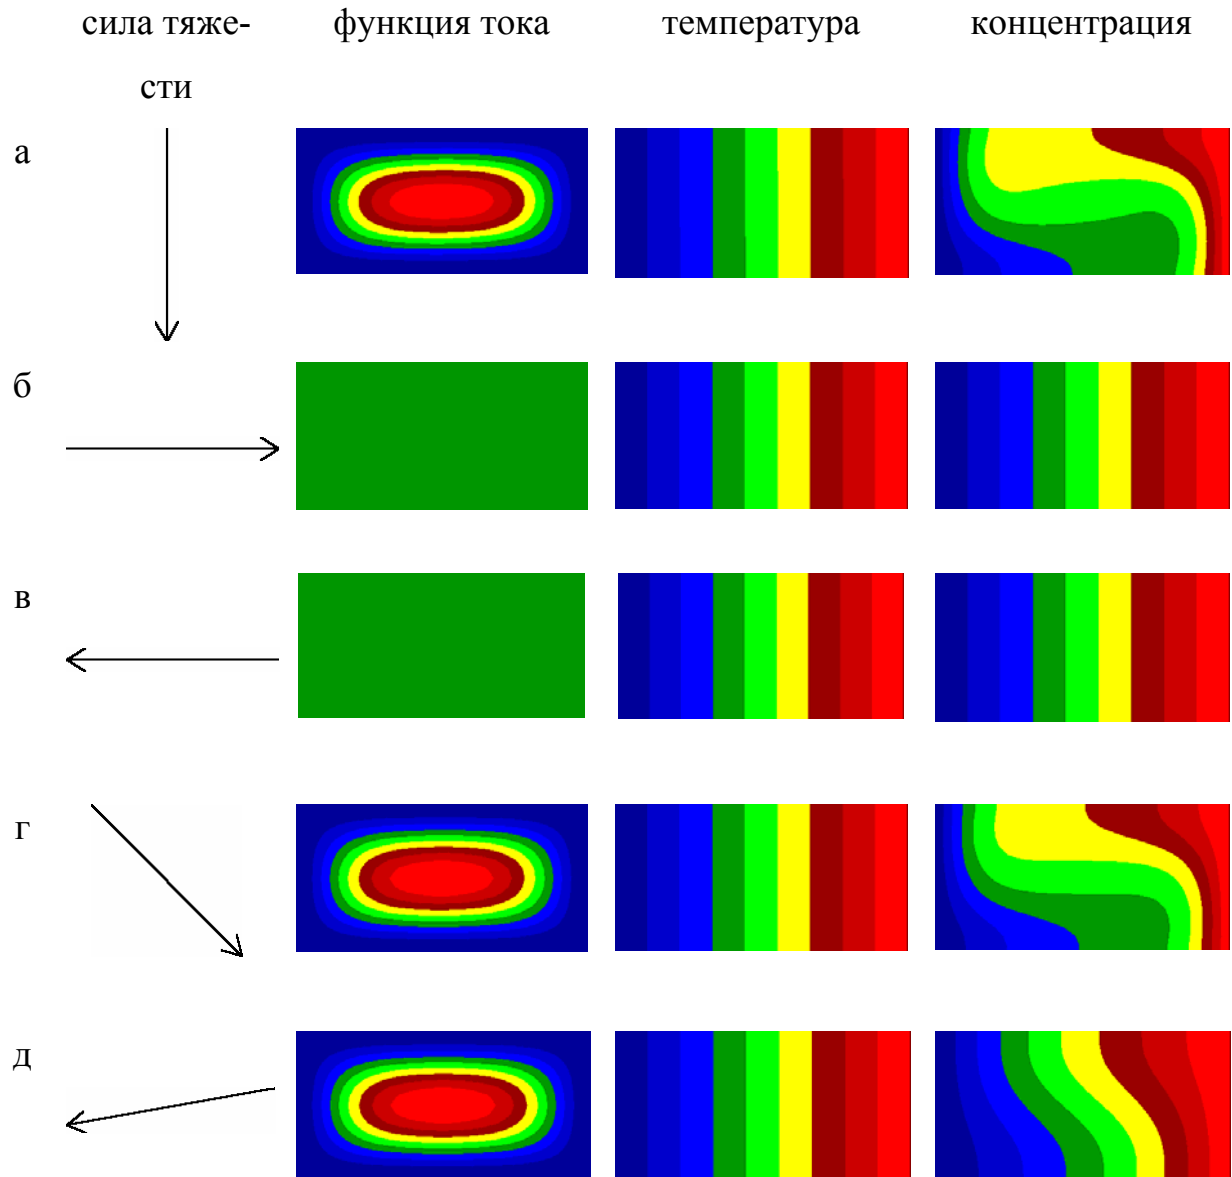 сила тяже- функция тока температура концентрация
сти
а
б
в
г
д